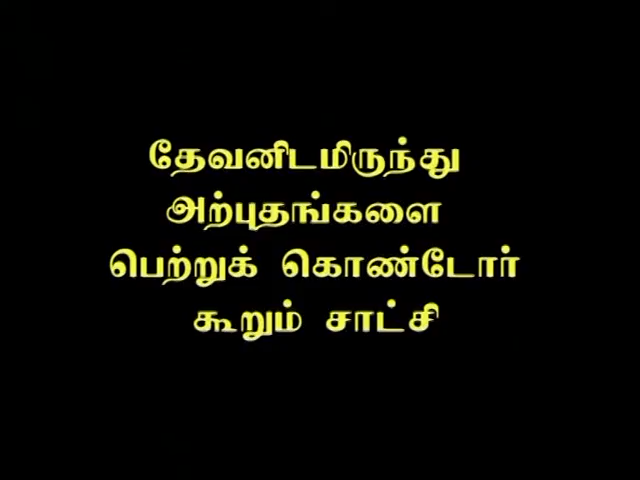 தேவனிடமிருந்து
அற்புதங்களை
பெற்றுக் கொண்டோர்
கூறும் சாட்சி